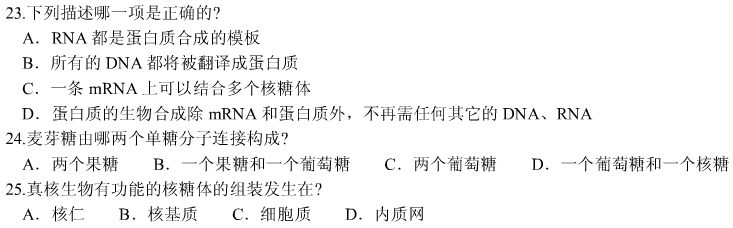 23.下列描述哪一项是正确的?
A．RNA 都是蛋白质合成的模板
B．所有的 DNA 都将被翻译成蛋白质
C．一条 mRNA 上可以结合多个核糖体
D．蛋白质的生物合成除 mRNA 和蛋白质外，不再需任何其它的 DNA、RNA
24.麦芽糖由哪两个单糖分子连接构成?
A．两个果糖 B．一个果糖和一个葡萄糖 C．两个葡萄糖 D．一个葡萄糖和一个核糖
25.真核生物有功能的核糖体的组装发生在?
A．核仁 B．核基质 C．细胞质 D．内质网